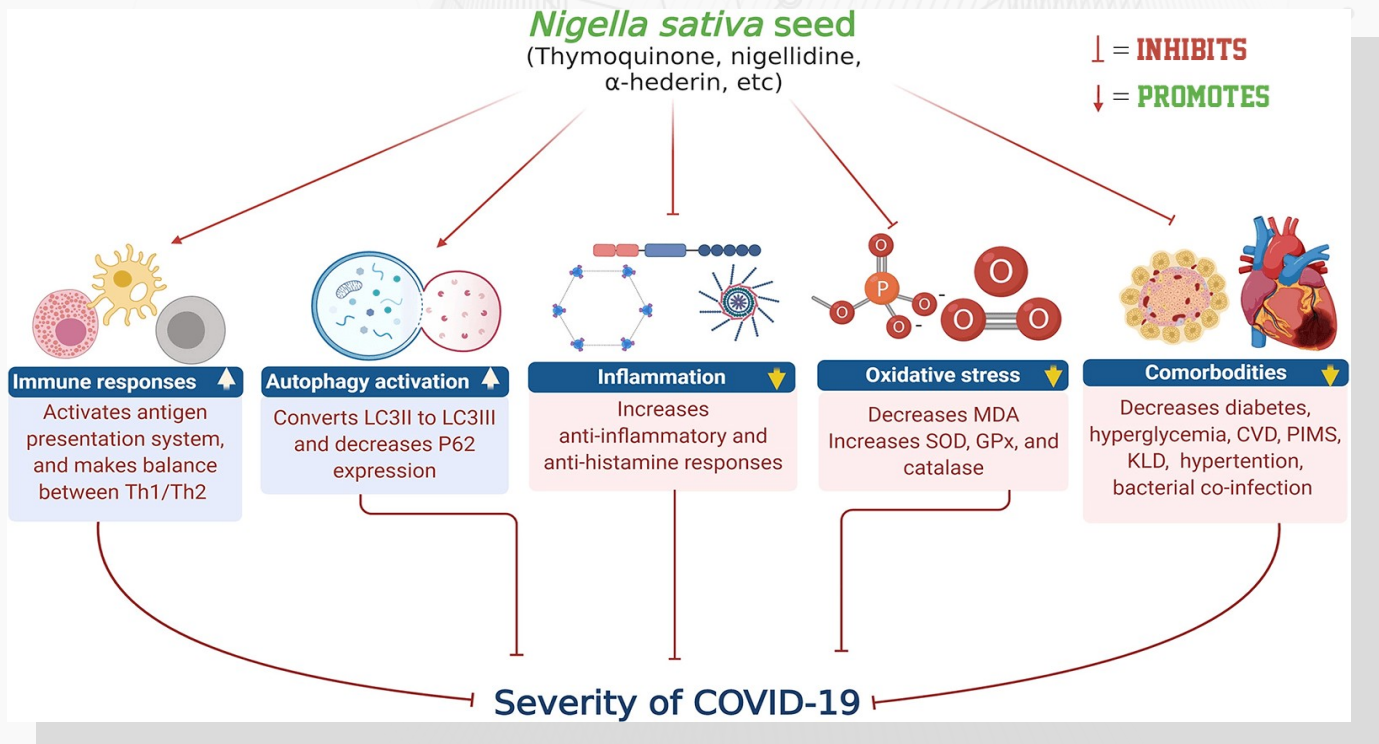 Nigella sativa seed
(Thymoquinone, nigellidine,
α-hederin, etc)
= INHIBITS
= PROMOTES
Immune responses
Activates antigen
presentation system,
and makes balance
between Th1/Th2
Autophagy activation
Converts LC3II to LC3III
and decreases P62
expression
Inflammation
Increases
anti-inflammatory and
anti-histamine responses
O
P
O
O
O
-
-
O
O
O
Oxidative stress
Decreases MDA
Increases SOD, GPx, and
catalase
Comorbodities
Decreases diabetes,
hyperglycemia, CVD, PIMS,
KLD, hypertention,
bacterial co-infection
Severity of COVID-19